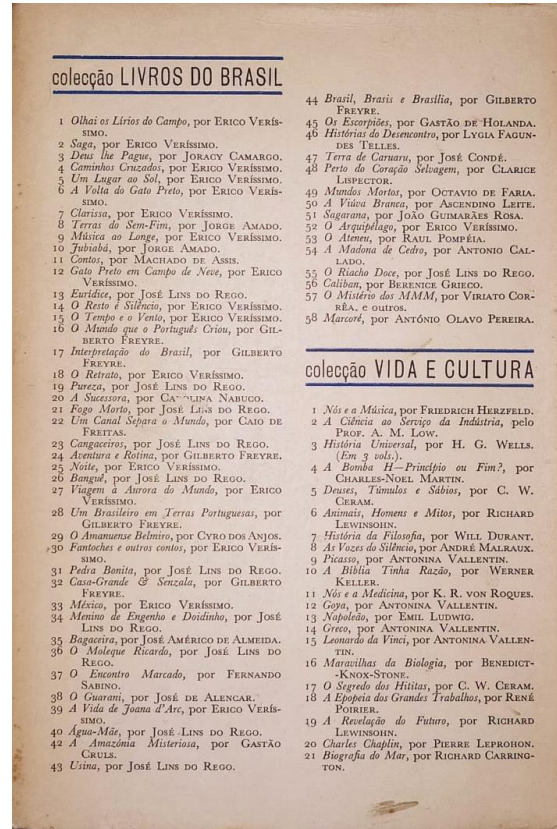 colecção LIVROS DO BRASIL
1 Olhai os Lírios do Campo, por ERICO VERÍS-
SIMO.
2 Saga, por ERICO VERÍSSIMO.
3 Deus lhe Pague, por JORACY CAMARGO.
4 Caminhos Cruzados, por ERICO VERÍSSIMO.
5 Um Lugar ao Sol, por ERICO VERÍSSIMO.
6 A Volta do Gato Preto, por ERICO VERÍS-
SIMO.
7 Clarissa, por ERICO VERÍSSIMO.
8 Terras do Sem-Fim, por JORGE AMADO.
9 Música ao Longe, por ERICO VERÍSSIMO.
10 Jubiabá, por JORGE AMADO.
11 Contos, por MACHADO DE ASSIS.
12 Gato Preto em Campo de Neve, por ERICO
VERÍSSIMO.
13 Eurídice, por JOSÉ LINS DO REGO.
14 O Resto é Silêncio, por ERICO VERÍSSIMO.
15 O Tempo e o Vento, por ERICO VERÍSSIMO.
16 O Mundo que o Português Criou, por GIL-
BERTO FREYRE.
17 Interpretação do Brasil, por GILBERTO
FREYRE.
18 O Retrato, por ERICO VERÍSSIMO.
19 Pureza, por JOSÉ LINS DO REGO.
20 A Sucessora, por CAROLINA NABUCO.
21 Fogo Morto, por JOSÉ LINS DO REGO.
22 Um Canal Separa o Mundo, por CAIO DE
FREITAS.
23 Cangaceiros, por JOSÉ LINS DO REGO.
24 Aventura e Rotina, por GILBERTO FREYRE.
25 Noite, por ERICO VERÍSSIMO.
26 Banguê, por JOSÉ LINS DO REGO.
27 Viagem à Aurora do Mundo, por ERICO
VERÍSSIMO.
28 Um Brasileiro em Terras Portuguesas, por
GILBERTO FREYRE.
29 O Amanuense Belmiro, por CYRO DOS ANJOS.
30 Fantoches e outros contos, por ERICO VERÍS-
SIMO.
31 Pedra Bonita, por JOSÉ LINS DO REGO.
32 Casa-Grande & Senzala, por GILBERTO
FREYRE.
33 México, por ERICO VERÍSSIMO.
34 Menino de Engenho e Doidinho, por JOSÉ
LINS DO REGO.
35 Bagaceira, por JOSÉ AMÉRICO DE ALMEIDA.
36 O Moleque Ricardo, por JOSÉ LINS DO
REGO.
37 O Encontro Marcado, por FERNANDO
SABINO.
38 O Guarani, por JOSÉ DE ALENCAR.
39 A Vida de Joana d'Arc, por ERICO VERÍS-
SIMO.
40 Água-Mãe, por JOSÉ LINS DO REGO.
42 A Amazónia Misteriosa, por GASTÃO
CRULS.
43 Usina, por JOSÉ LINS DO REGO.
44 Brasil, Brasis e Brasília, por GILBERTO
FREYRE.
45 Os Escorpiões, por GASTÃO DE HOLANDA.
46 Histórias do Desencontro, por LYGIA FAGUN-
DES TELLES.
47 Terra de Caruaru, por JOSÉ CONDÉ.
48 Perto do Coração Selvagem, por CLARICE
LISPECTOR.
49 Mundos Mortos, por OCTAVIO DE FARIA.
50 A Viúva Branca, por ASCENDINO LEITE.
51 Sagarana, por JOÃO GUIMARÃES ROSA.
52 O Arquipélago, por ERICO VERÍSSIMO.
53 O Ateneu, por RAUL POMPÉIA.
54 A Madona de Cedro, por ANTONIO CAL-
LADO.
55 O Riacho Doce, por JOSÉ LINS DO REGO.
56 Caliban, por BERENICE GRIECO.
57 O Mistério dos MMM, por VIRIATO COR-
RÊA, e outros.
58 Marcoré, por ANTÓNIO OLAVO PEREIRA.
colecção VIDA E CULTURA
1 Nós e a Música, por FRIEDRICH HERZFELD.
2 A Ciência ao Serviço da Indústria, pelo
PROF. A. M. LOW.
3 História Universal, por H. G. WELLS.
(Em 3 vols.).
4 A Bomba H—Princípio ou Fim?, por
CHARLES-NOEL MARTIN.
5 Deuses, Túmulos e Sábios, por C. W.
CERAM.
6 Animais, Homens e Mitos, por RICHARD
LEWINSOHN.
7 História da Filosofia, por WILL DURANT.
8 As Vozes do Silêncio, por ANDRÉ MALRAUX.
9 Picasso, por ANTONINA VALLENTIN.
10 A Bíblia Tinha Razão, por WERNER
KELLER.
11 Nós e a Medicina, por K. R. VON ROQUES.
12 Goya, por ANTONINA VALLENTIN.
13 Napoleão, por EMIL LUDWIG.
14 Greco, por ANTONINA VALLENTIN.
15 Leonardo da Vinci, por ANTONINA VALLEN-
TIN.
16 Maravilhas da Biologia, por BENEDICT-
-KNOX-STONE.
17 O Segredo dos Hititas, por C. W. CERAM.
18 A Epopeia dos Grandes Trabalhos, por RENÉ
POIRIER.
19 A Revelação do Futuro, por RICHARD
LEWINSOHN.
20 Charles Chaplin, por PIERRE LEPROHON.
21 Biografia do Mar, por RICHARD CARRING-
TON.